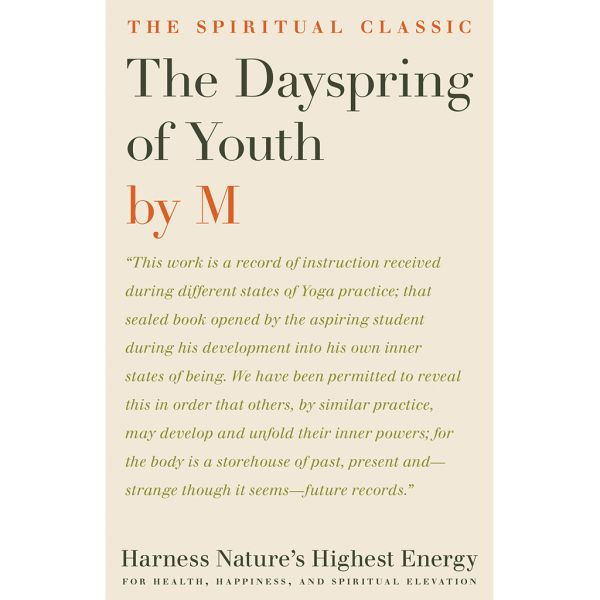 THE SPIRITUAL CLASSIC
The Dayspring
of Youth
by M
“This work is a record of instruction received
during different states of Yoga practice; that
sealed book opened by the aspiring student
during his development into his own inner
states of being. We have been permitted to reveal
this in order that others, by similar practice,
may develop and unfold their inner powers; for
the body is a storehouse of past, present and—
strange though it seems—future records.”
Harness Nature’s Highest Energy
FOR HEALTH, HAPPINESS, AND SPIRITUAL ELEVATION